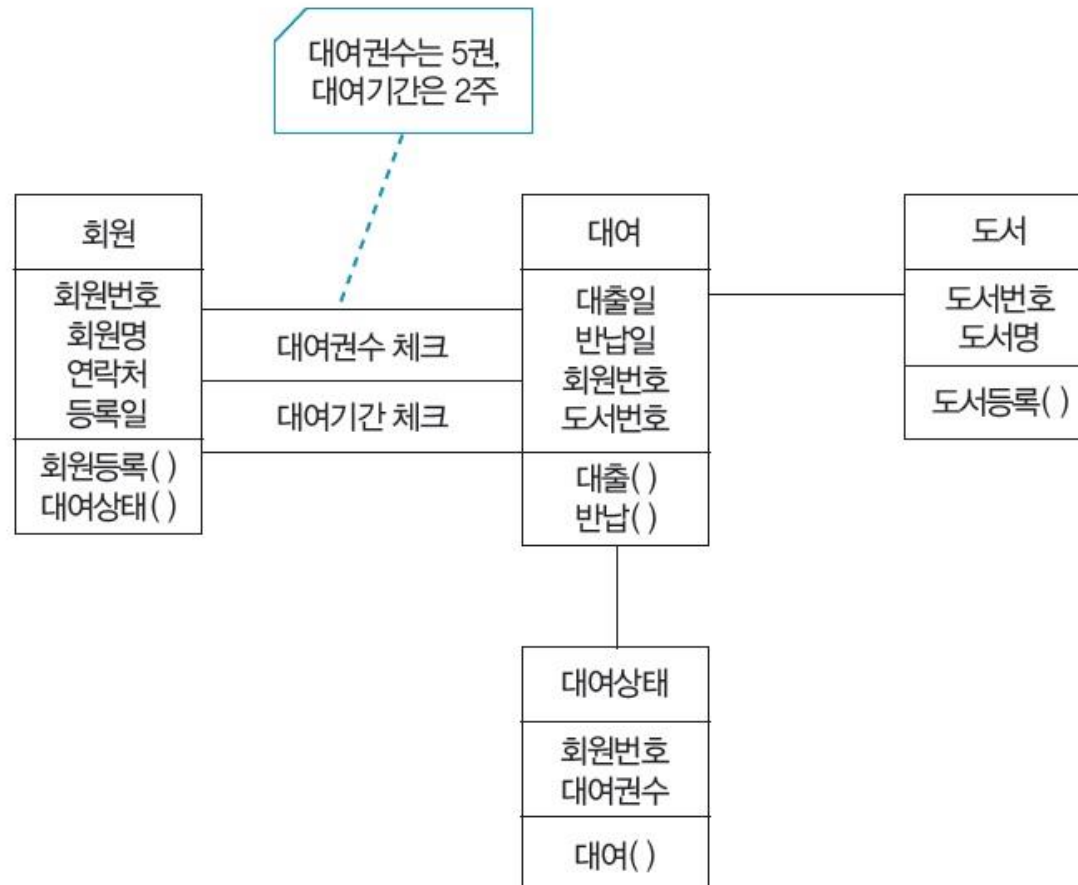 대여권수는 5권,
대여기간은 2주
회원
회원번호
회원명
연락처
등록일
회원등록( )
대여상태( )
대여권수 체크
대여기간 체크
대여
대출일
반납일
회원번호
도서번호
대출( )
반납( )
도서
도서번호
도서명
도서등록( )
대여상태
회원번호
대여권수
대여( )